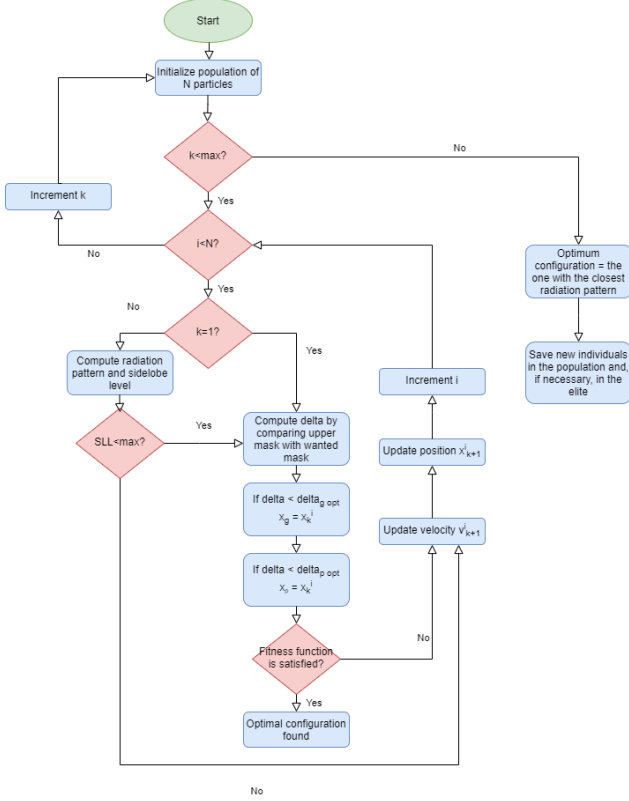 Start
Initialize population of
N particles
k<max?
No
Yes
Increment k
i<N?
No
Yes
Optimum
configuration = the
one with the closest
radiation pattern
No
k=1?
Yes
Compute radiation
pattern and sidelobe
level
Save new individuals
in the population and,
if necessary, in the
elite
Increment i
SLL<max?
Yes
Compute delta by
comparing upper
mask with wanted
mask
Update position x^i_{k+1}
If delta < delta_{g opt}
x_g = x_k^i
Update velocity v^i_{k+1}
If delta < delta_{p opt}
x_p = x_k^i
Fitness function
is satisfied?
No
Yes
Optimal configuration
found
No